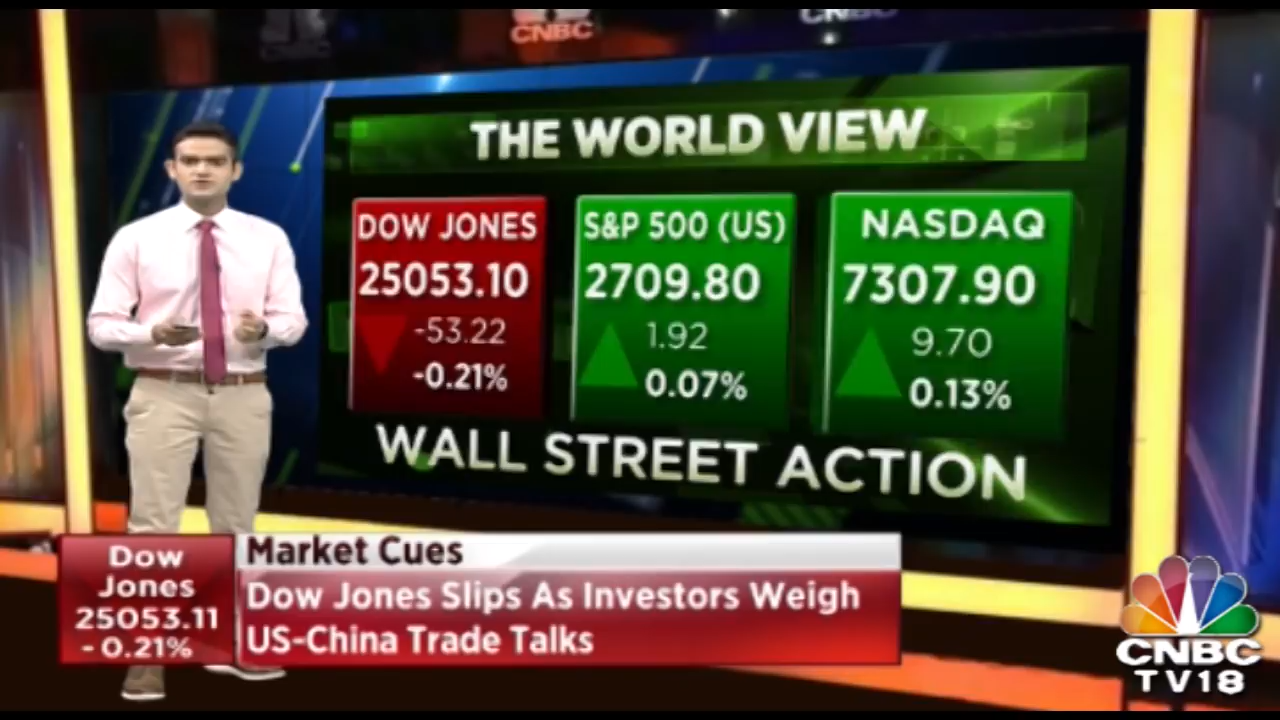 CNBC
CNBC
THE WORLD VIEW
DOW JONES
25053.10
-53.22
-0.21%
S&P 500 (US)
2709.80
1.92
0.07%
NASDAQ
7307.90
9.70
0.13%
WALL STREET ACTION
Dow
Jones
25053.11
-0.21%
Market Cues
Dow Jones Slips As Investors Weigh
US-China Trade Talks
CNBC
TV18